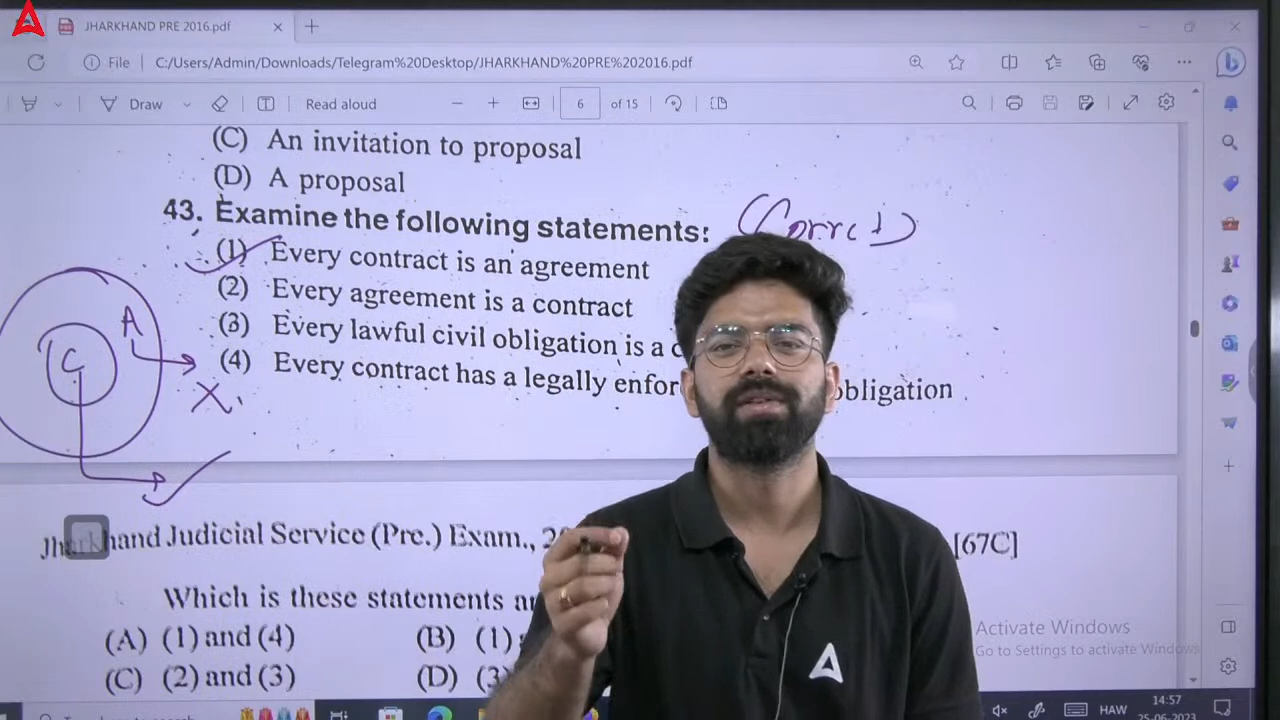 JHARKHAND PRE 2016.pdf
File C:/Users/Admin/Downloads/Telegram%20Desktop/JHARKHAND%20PRE%202016.pdf
Draw Read aloud 6 of 15
(C) An invitation to proposal
(D) A proposal
43. Examine the following statements: (Correct)
(1) Every contract is an agreement
(2) Every agreement is a contract
(3) Every lawful civil obligation is a
(4) Every contract has a legally obligation
A
C
X
Jharkhand Judicial Service (Pre.) Exam., [67C]
Which is these statements
(A) (1) and (4)
(B) (1)
(C) (2) and (3)
(D)
Activate Windows
Go to Settings to activate Windows
HAW 14:57
25-06-2023